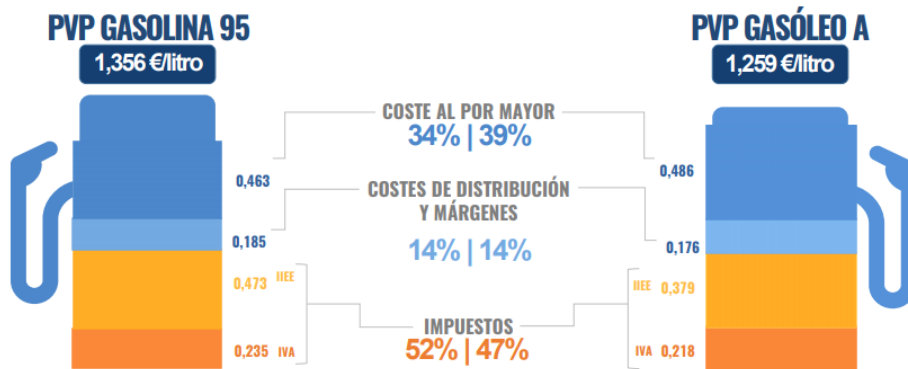 PVP GASOLINA 95
1,356 €/litro
PVP GASÓLEO A
1,259 €/litro
COSTE AL POR MAYOR
34% | 39%
0,463
0,486
COSTES DE DISTRIBUCIÓN
Y MÁRGENES
14% | 14%
0,185
0,176
0,473 IIEE
IIEE 0,379
IMPUESTOS
52% | 47%
0,235 IVA
IVA 0,218